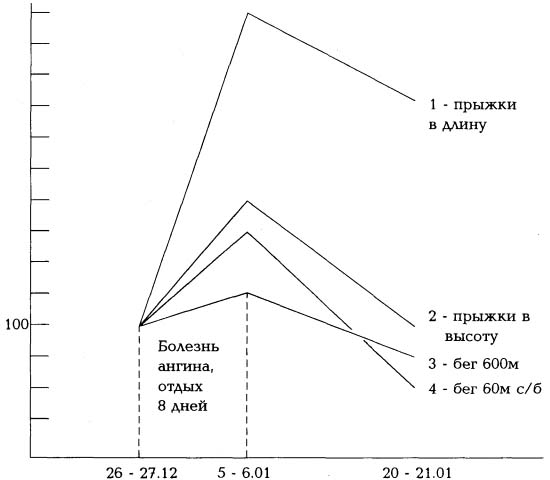 1 - прыжки
в длину
100
2 - прыжки в
высоту
Болезнь
ангина,
отдых
8 дней
3 - бег 600м
4 - бег 60м с/б
26 - 27.12
5 - 6.01
20 - 21.01